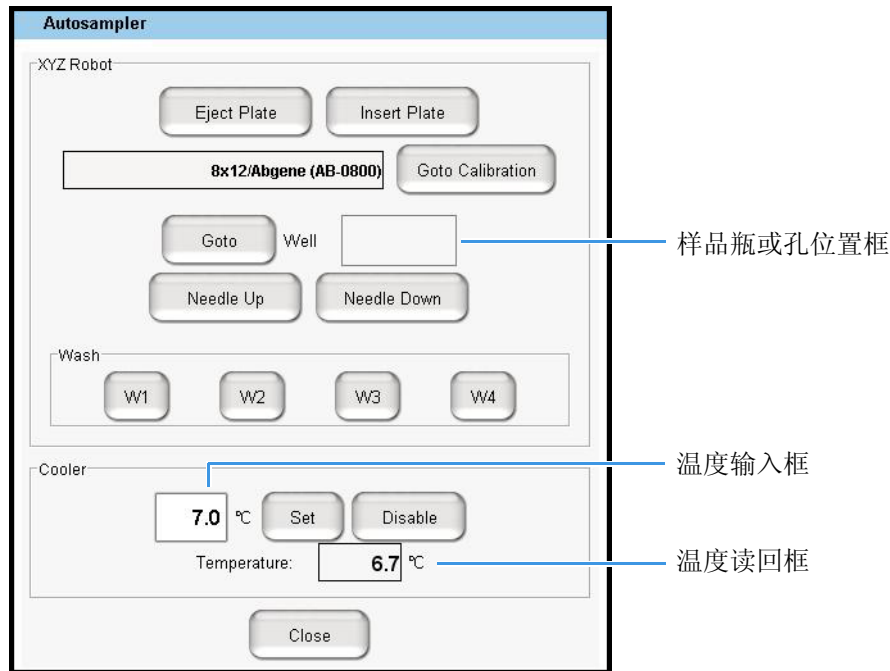 Autosampler
XYZ Robot
Eject Plate Insert Plate
8x12/Abgene (AB-0800) Goto Calibration
Goto Well 样品瓶或孔位置框
Needle Up Needle Down
Wash
W1 W2 W3 W4
Cooler 温度输入框
7.0 °C Set Disable
Temperature: 6.7 °C 温度读回框
Close